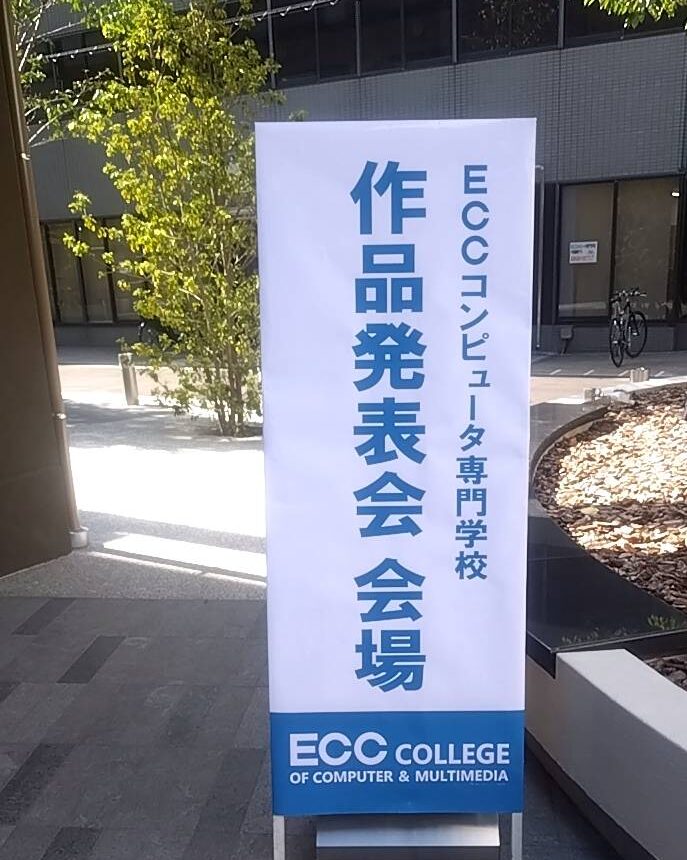 ECCコンピュータ専門学校
作品発表会 会場
ECC COLLEGE
OF COMPUTER & MULTIMEDIA